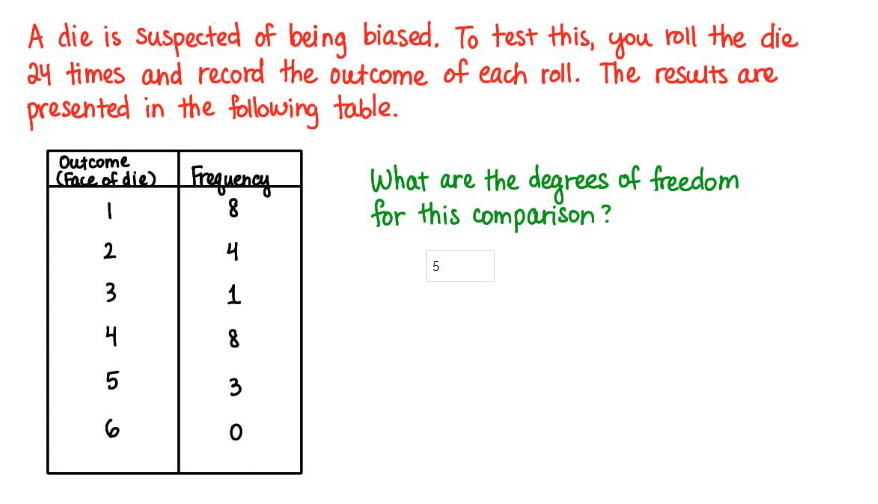 A die is suspected of being biased. To test this, you roll the die
24 times and record the outcome of each roll. The results are
presented in the following table.
Outcome
(Face of die) Frequency
1 8
2 4
3 1
4 8
5 3
6 0
What are the degrees of freedom
for this comparison?
5